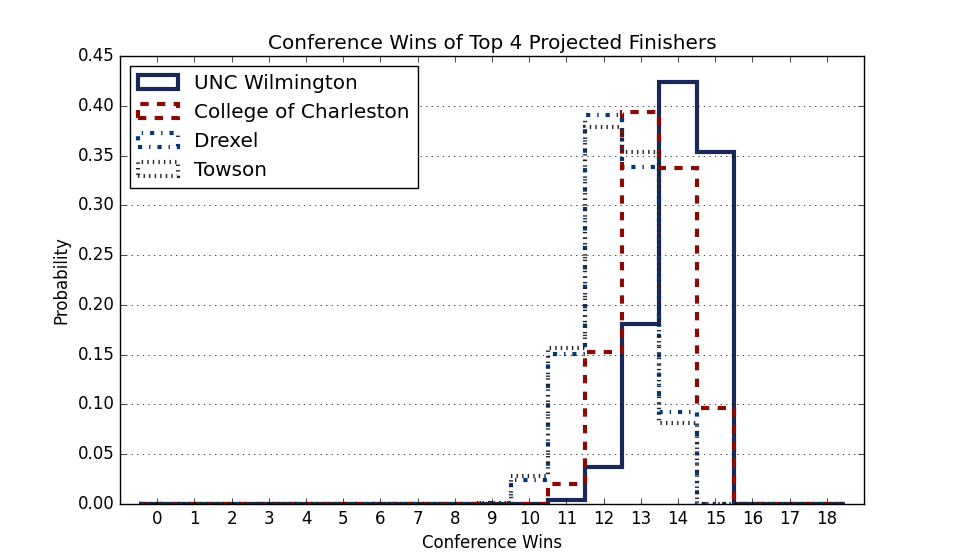 Conference Wins of Top 4 Projected Finishers
0.45
0.40
0.35
0.30
0.25
0.20
0.15
0.10
0.05
0.00
Probability
UNC Wilmington
College of Charleston
Drexel
Towson
0 1 2 3 4 5 6 7 8 9 10 11 12 13 14 15 16 17 18
Conference Wins